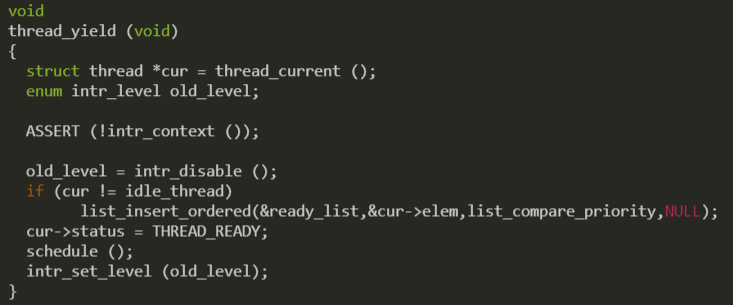 void
thread_yield (void)
{
  struct thread *cur = thread_current ();
  enum intr_level old_level;

  ASSERT (!intr_context ());

  old_level = intr_disable ();
  if (cur != idle_thread)
        list_insert_ordered(&ready_list,&cur->elem,list_compare_priority,NULL);
  cur->status = THREAD_READY;
  schedule ();
  intr_set_level (old_level);
}